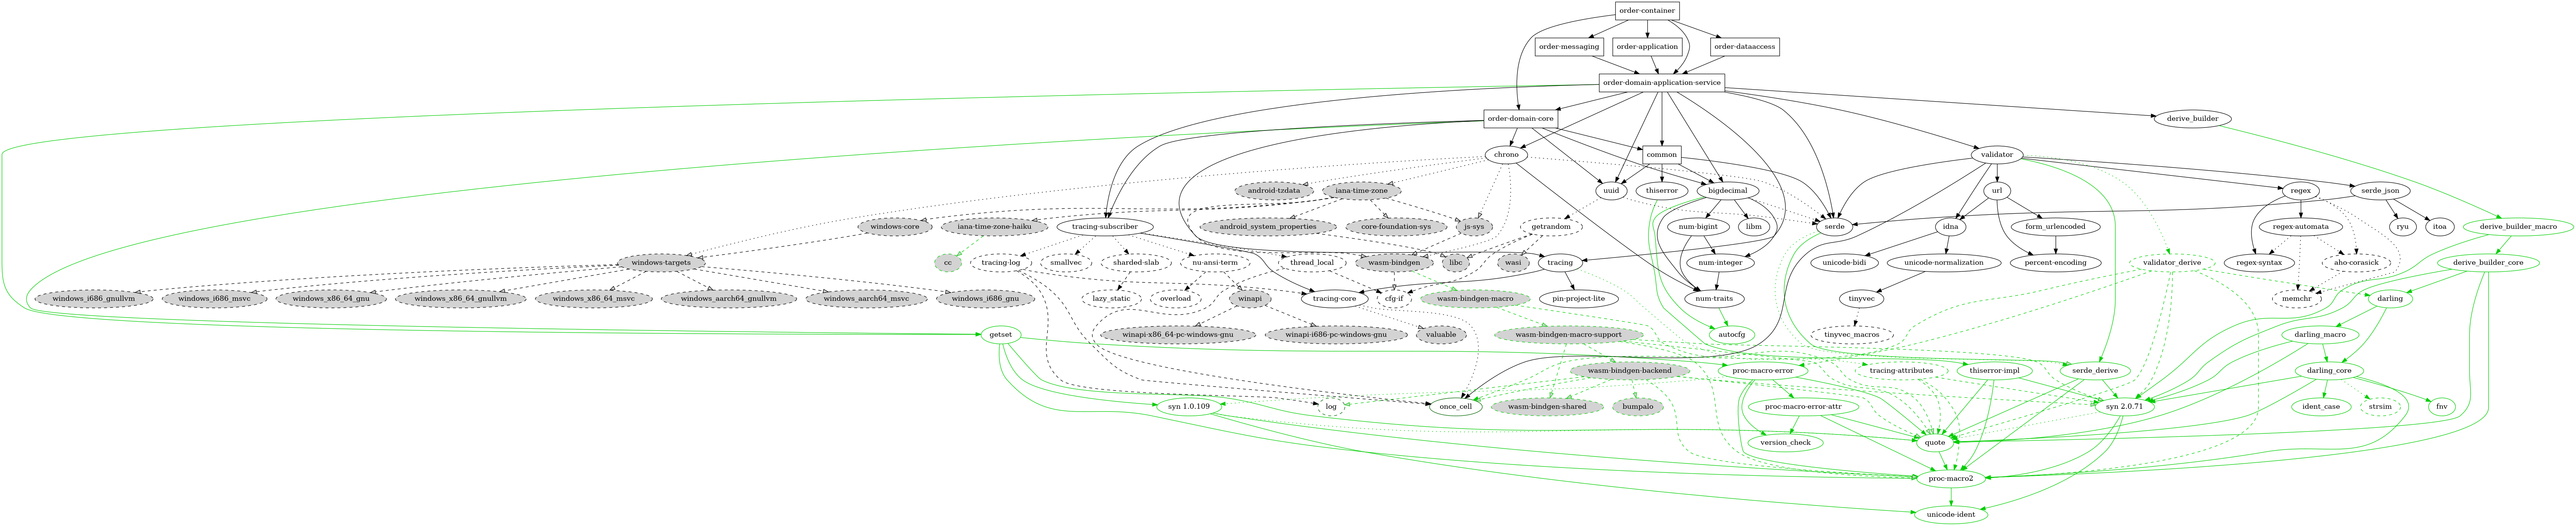 order-container
order-messaging
order-application
order-dataaccess
order-domain-application-service
order-domain-core
derive_builder
chrono
common
validator
android-tzdata
iana-time-zone
uuid
thiserror
bigdecimal
url
regex
serde_json
windows-core
iana-time-zone-haiku
tracing-subscriber
android_system_properties
core-foundation-sys
js-sys
getrandom
num-bigint
libm
serde
idna
form_urlencoded
regex-automata
ryu
itoa
derive_builder_macro
windows-targets
cc
tracing-log
smallvec
sharded-slab
nu-ansi-term
thread_local
wasm-bindgen
libc
wasi
tracing
num-integer
unicode-bidi
unicode-normalization
percent-encoding
validator_derive
regex-syntax
aho-corasick
derive_builder_core
windows_i686_gnullvm
windows_i686_msvc
windows_x86_64_gnu
windows_x86_64_gnullvm
windows_x86_64_msvc
windows_aarch64_gnullvm
windows_aarch64_msvc
windows_i686_gnu
lazy_static
overload
winapi
tracing-core
cfg-if
wasm-bindgen-macro
pin-project-lite
num-traits
tinyvec
memchr
darling
getset
winapi-x86_64-pc-windows-gnu
winapi-i686-pc-windows-gnu
valuable
wasm-bindgen-macro-support
autocfg
tinyvec_macros
darling_macro
wasm-bindgen-backend
proc-macro-error
tracing-attributes
thiserror-impl
serde_derive
darling_core
syn 1.0.109
log
once_cell
wasm-bindgen-shared
bumpalo
proc-macro-error-attr
syn 2.0.71
ident_case
strsim
fnv
version_check
quote
proc-macro2
unicode-ident